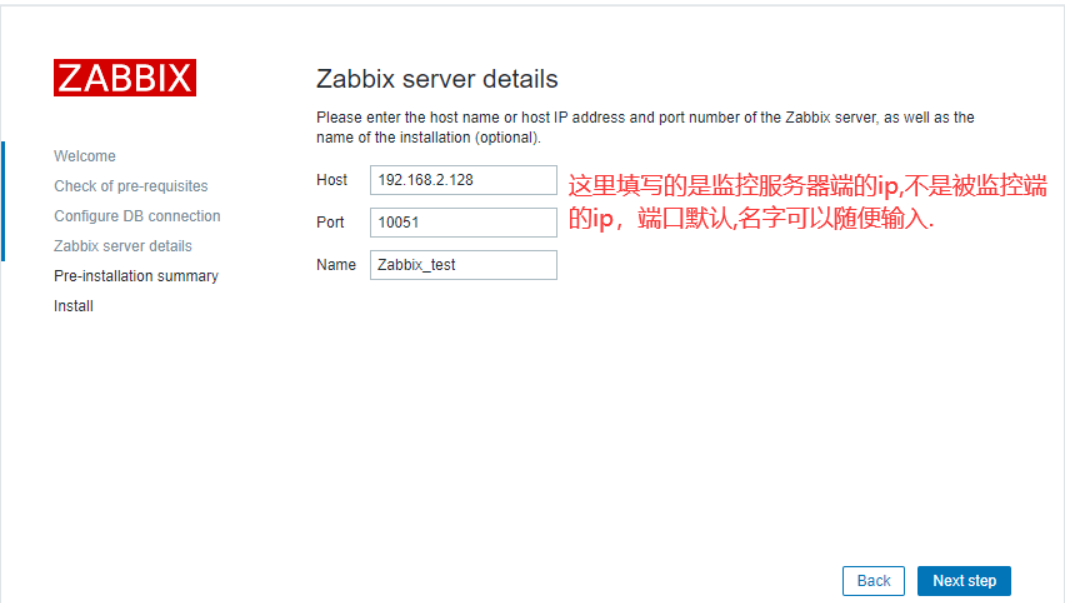 ZABBIX
Welcome
Check of pre-requisites
Configure DB connection
Zabbix server details
Pre-installation summary
Install
Zabbix server details
Please enter the host name or host IP address and port number of the Zabbix server, as well as the
name of the installation (optional).
Host 192.168.2.128
Port 10051
Name Zabbix_test
这里填写的是监控服务器端的ip,不是被监控端
的ip，端口默认,名字可以随便输入.
Back Next step